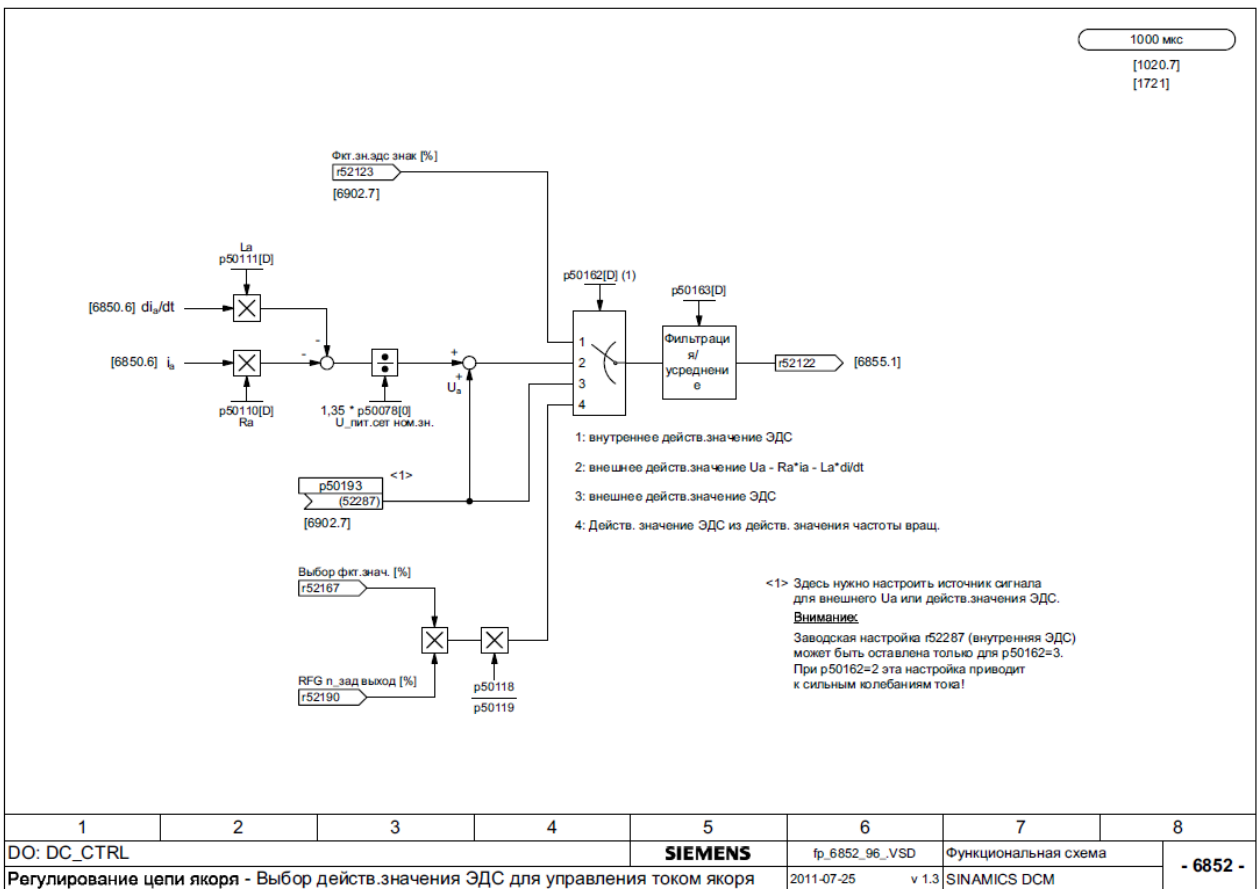 1000 мкс
[1020.7]
[1721]
Фкт.зн.эдс знак [%]
r52123
[6902.7]
La
p50111[D]
p50162[D] (1)
p50163[D]
[6850.6] diₐ/dt
-
[6850.6] iₐ
-
+
+
Uₐ
1
2
3
4
Фильтраци
я/
усреднени
е
r52122
[6855.1]
p50110[D]
Ra
1,35 * p50078[0]
U_пит.сет ном.зн.
1: внутреннее действ.значение ЭДС
2: внешнее действ.значение Ua - Ra*ia - La*di/dt
3: внешнее действ.значение ЭДС
4: Действ. значение ЭДС из действ. значения частоты вращ.
p50193
<1>
(52287)
[6902.7]
Выбор фкт.знач. [%]
r52167
RFG n_зад выход [%]
r52190
p50118
p50119
<1> Здесь нужно настроить источник сигнала
для внешнего Ua или действ.значения ЭДС.
Внимание:
Заводская настройка r52287 (внутренняя ЭДС)
может быть оставлена только для p50162=3.
При p50162=2 эта настройка приводит
к сильным колебаниям тока!
1 2 3 4 5 6 7 8
DO: DC_CTRL SIEMENS fp_6852_96_.VSD Функциональная схема
- 6852 -
Регулирование цепи якоря - Выбор действ.значения ЭДС для управления током якоря 2011-07-25 v 1.3 SINAMICS DCM